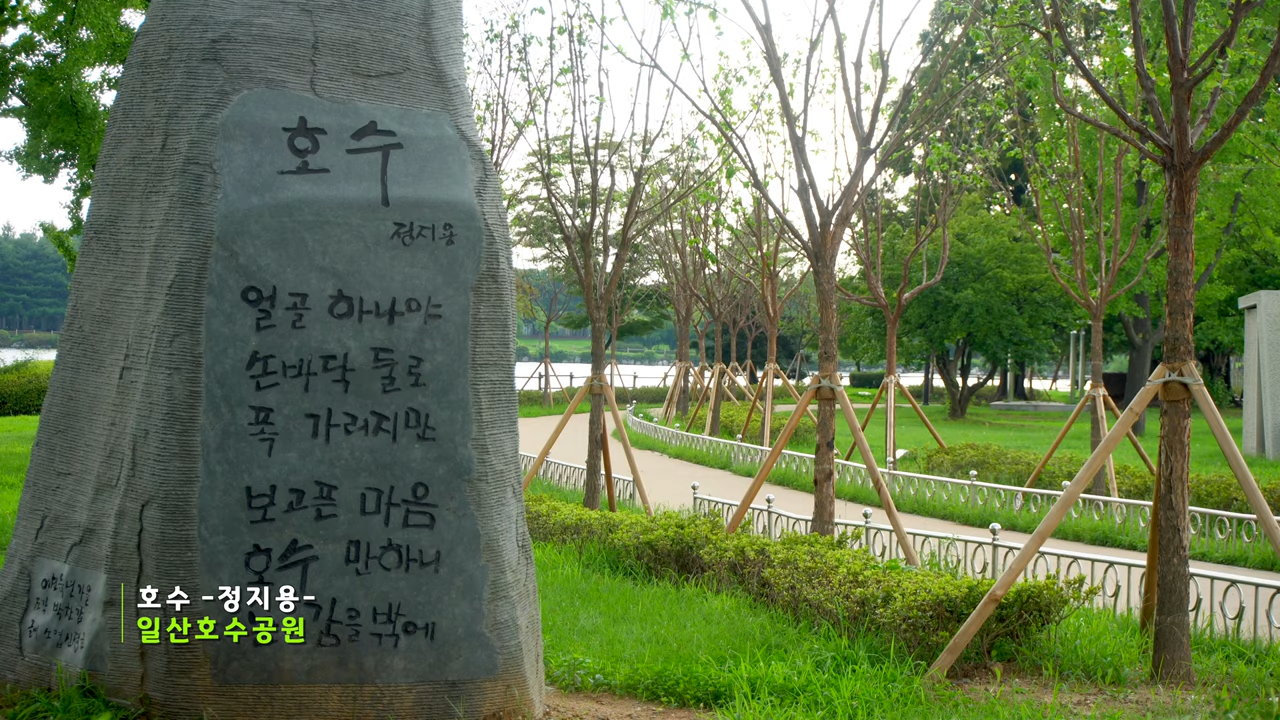 호수
정지용
얼골 하나야
손바닥 둘로
폭 가리지만
보고픈 마음
호수 만하니
감을 밖에
호수 -정지용-
일산호수공원